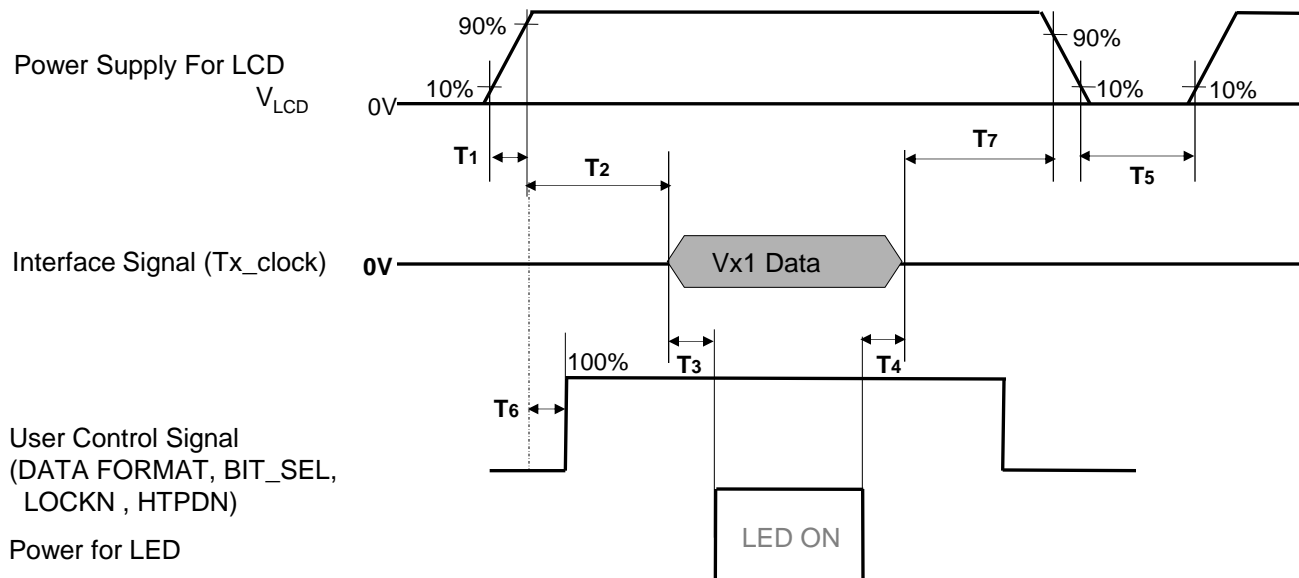 90%
90%
Power Supply For LCD
V_LCD
10%
10%
10%
0V
T1
T2
T7
T5
Interface Signal (Tx_clock)
0V
Vx1 Data
100%
T3
T4
T6
User Control Signal
(DATA FORMAT, BIT_SEL,
LOCKN , HTPDN)
LED ON
Power for LED